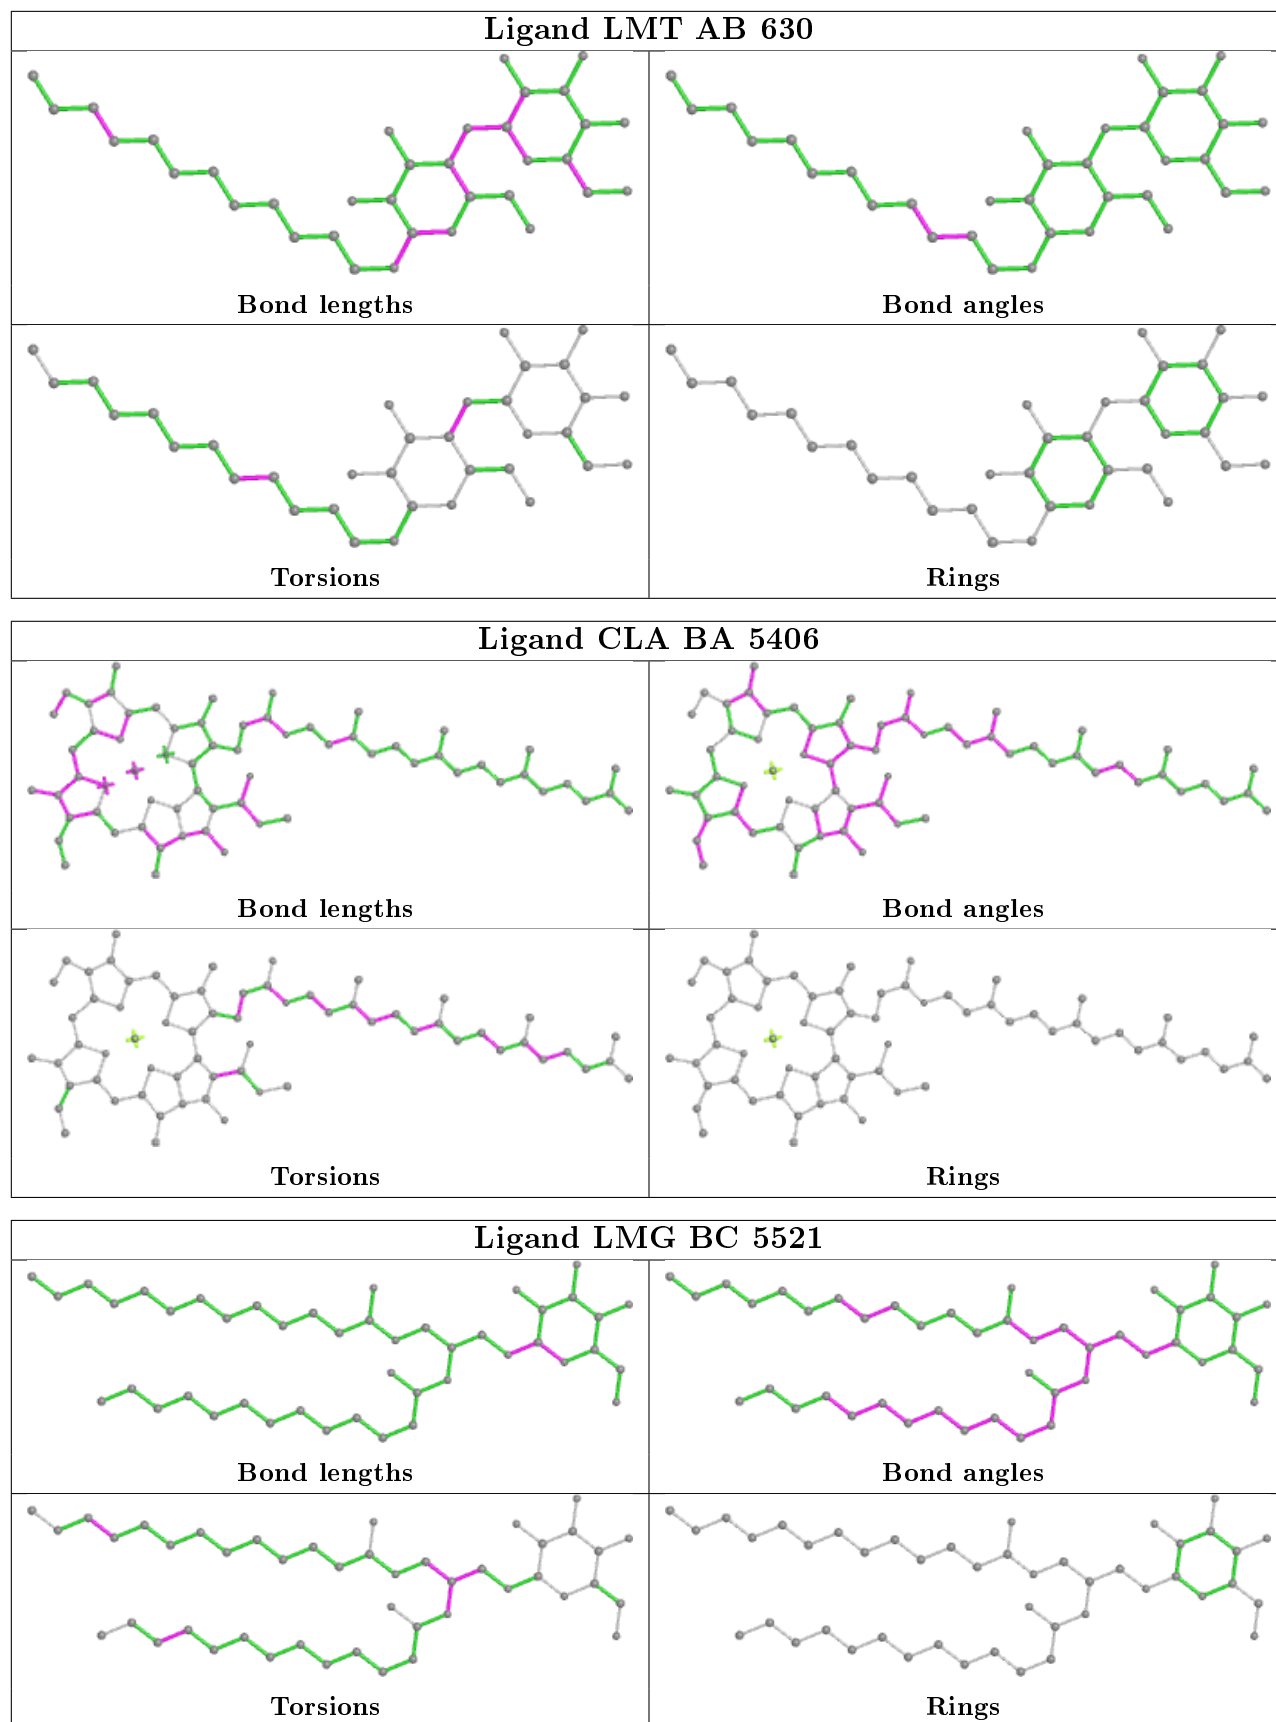 Ligand LMT AB 630
Bond lengths
Bond angles
Torsions
Rings
Ligand CLA BA 5406
Bond lengths
Bond angles
Torsions
Rings
Ligand LMG BC 5521
Bond lengths
Bond angles
Torsions
Rings